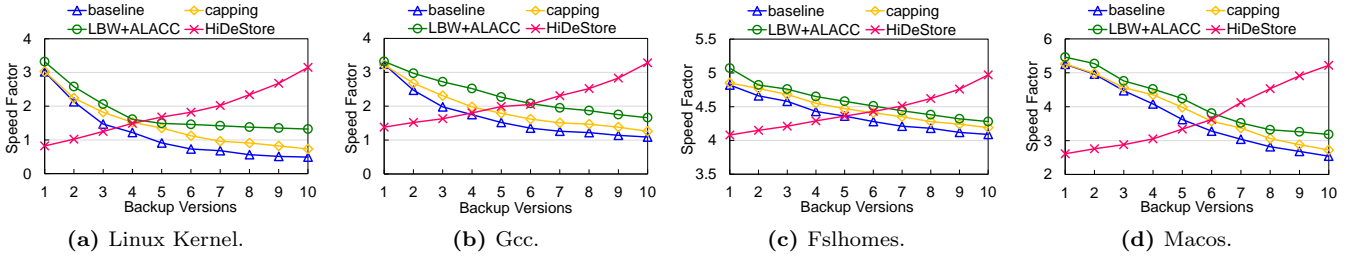 baseline capping
LBW+ALACC HiDeStore
Speed Factor
4
3
2
1
0
1 2 3 4 5 6 7 8 9 10
Backup Versions
(a) Linux Kernel.
baseline capping
LBW+ALACC HiDeStore
Speed Factor
4
3
2
1
0
1 2 3 4 5 6 7 8 9 10
Backup Versions
(b) Gcc.
baseline capping
LBW+ALACC HiDeStore
Speed Factor
5.5
5
4.5
4
3.5
1 2 3 4 5 6 7 8 9 10
Backup Versions
(c) Fslhomes.
baseline capping
LBW+ALACC HiDeStore
Speed Factor
6
5
4
3
2
1 2 3 4 5 6 7 8 9 10
Backup Versions
(d) Macos.